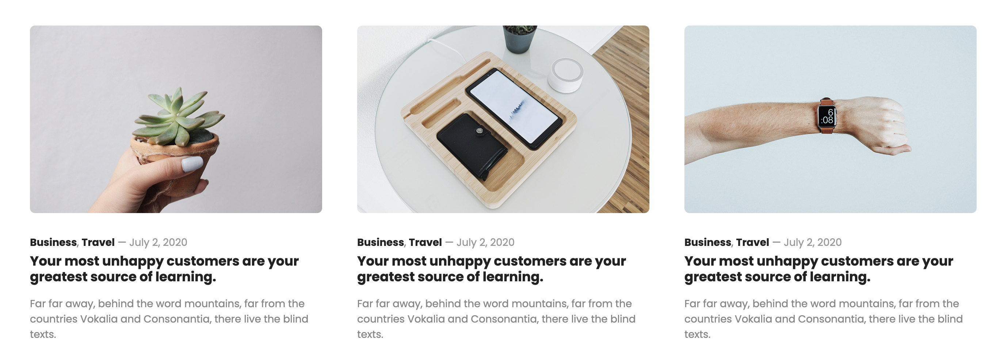 6
:08
Business, Travel — July 2, 2020
Your most unhappy customers are your
greatest source of learning.
Far far away, behind the word mountains, far from the
countries Vokalia and Consonantia, there live the blind
texts.
Business, Travel — July 2, 2020
Your most unhappy customers are your
greatest source of learning.
Far far away, behind the word mountains, far from the
countries Vokalia and Consonantia, there live the blind
texts.
Business, Travel — July 2, 2020
Your most unhappy customers are your
greatest source of learning.
Far far away, behind the word mountains, far from the
countries Vokalia and Consonantia, there live the blind
texts.